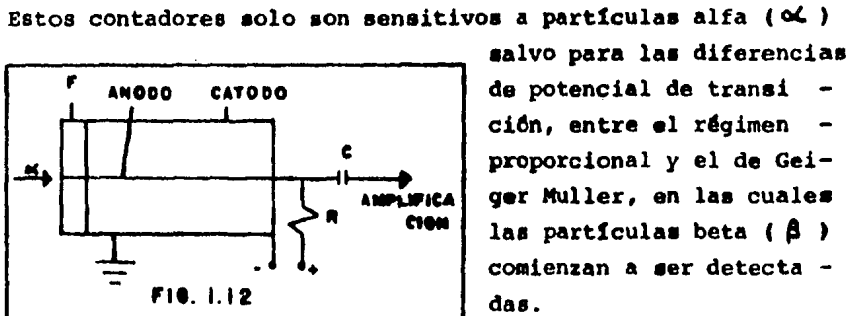 Estos contadores solo son sensitivos a partículas alfa ( α )
salvo para las diferencias
de potencial de transi -
ción, entre el régimen -
proporcional y el de Gei-
ger Muller, en las cuales
las partículas beta ( β )
comienzan a ser detecta -
das.
F
ANODO CATODO
α
C
R
AMPLIFICA
CION
- +
FIG. 1.12